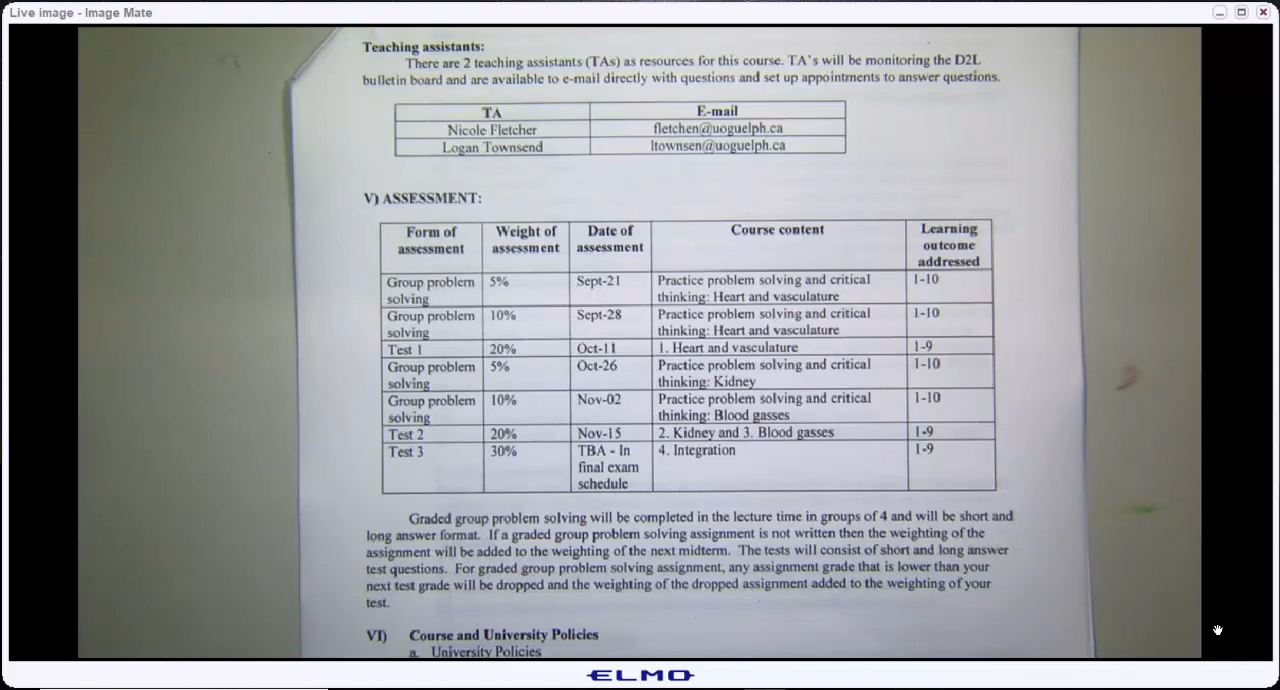 Live image - Image Mate
Teaching assistants:
There are 2 teaching assistants (TAs) as resources for this course. TA's will be monitoring the D2L
bulletin board and are available to e-mail directly with questions and set up appointments to answer questions.
TA E-mail
Nicole Fletcher fletchen@uoguelph.ca
Logan Townsend ltownsen@uoguelph.ca
V) ASSESSMENT:
Form of Weight of Date of Course content Learning
assessment assessment assessment outcome
addressed
Group problem 5% Sept-21 Practice problem solving and critical 1-10
solving thinking: Heart and vasculature
Group problem 10% Sept-28 Practice problem solving and critical 1-10
solving thinking: Heart and vasculature
Test 1 20% Oct-11 1. Heart and vasculature 1-9
Group problem 5% Oct-26 Practice problem solving and critical 1-10
solving thinking: Kidney
Group problem 10% Nov-02 Practice problem solving and critical 1-10
solving thinking: Blood gasses
Test 2 20% Nov-15 2. Kidney and 3. Blood gasses 1-9
Test 3 30% TBA - In 4. Integration 1-9
final exam
schedule
Graded group problem solving will be completed in the lecture time in groups of 4 and will be short and
long answer format. If a graded group problem solving assignment is not written then the weighting of the
assignment will be added to the weighting of the next midterm. The tests will consist of short and long answer
test questions. For graded group problem solving assignment, any assignment grade that is lower than your
next test grade will be dropped and the weighting of the dropped assignment added to the weighting of your
test.
VI) Course and University Policies
a. University Policies
ELMO